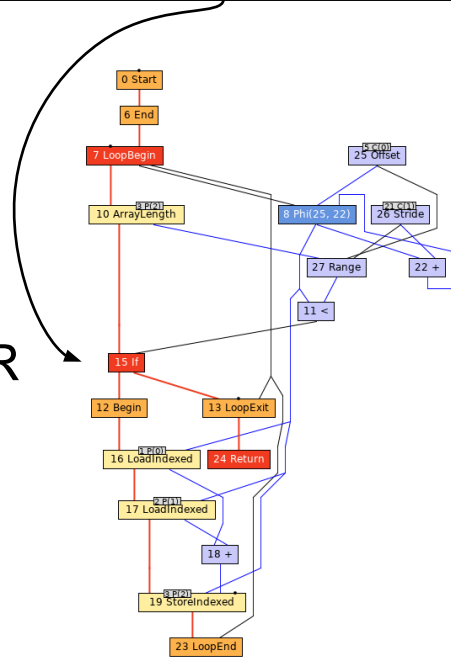 0 Start
6 End
7 LoopBegin
5 C(0)
25 Offset
3 P(2)
10 ArrayLength
8 Phi(25, 22)
21 C(1)
26 Stride
27 Range
22 +
11 <
R
15 If
12 Begin
13 LoopExit
1 P(0)
16 LoadIndexed
24 Return
2 P(1)
17 LoadIndexed
18 +
3 P(2)
19 StoreIndexed
23 LoopEnd